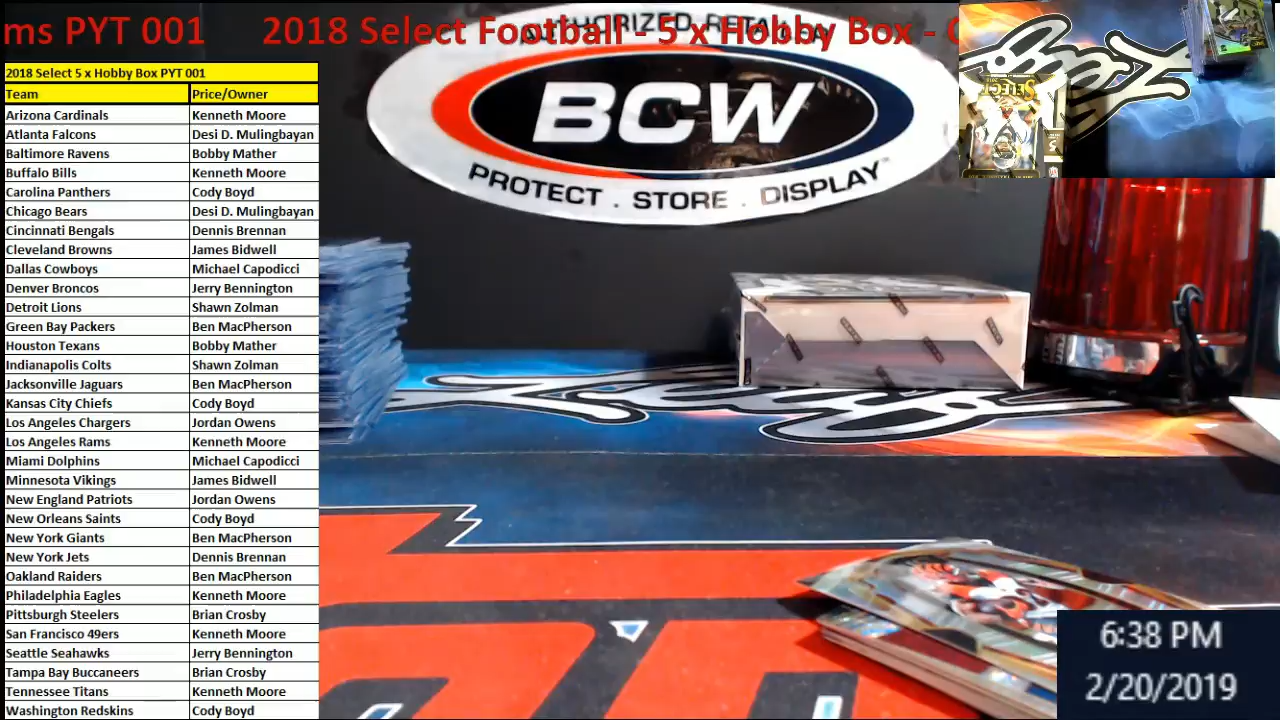 ms PYT 001 2018 Select Football - 5 x Hobby Box -
AUTHORIZED RETAILER
BCW
PROTECT . STORE . DISPLAY
SELECT
2018 Select 5 x Hobby Box PYT 001
Team Price/Owner
Arizona Cardinals Kenneth Moore
Atlanta Falcons Desi D. Mulingbayan
Baltimore Ravens Bobby Mather
Buffalo Bills Kenneth Moore
Carolina Panthers Cody Boyd
Chicago Bears Desi D. Mulingbayan
Cincinnati Bengals Dennis Brennan
Cleveland Browns James Bidwell
Dallas Cowboys Michael Capodicci
Denver Broncos Jerry Bennington
Detroit Lions Shawn Zolman
Green Bay Packers Ben MacPherson
Houston Texans Bobby Mather
Indianapolis Colts Shawn Zolman
Jacksonville Jaguars Ben MacPherson
Kansas City Chiefs Cody Boyd
Los Angeles Chargers Jordan Owens
Los Angeles Rams Kenneth Moore
Miami Dolphins Michael Capodicci
Minnesota Vikings James Bidwell
New England Patriots Jordan Owens
New Orleans Saints Cody Boyd
New York Giants Ben MacPherson
New York Jets Dennis Brennan
Oakland Raiders Ben MacPherson
Philadelphia Eagles Kenneth Moore
Pittsburgh Steelers Brian Crosby
San Francisco 49ers Kenneth Moore
Seattle Seahawks Jerry Bennington
Tampa Bay Buccaneers Brian Crosby
Tennessee Titans Kenneth Moore
Washington Redskins Cody Boyd
6:38 PM
2/20/2019